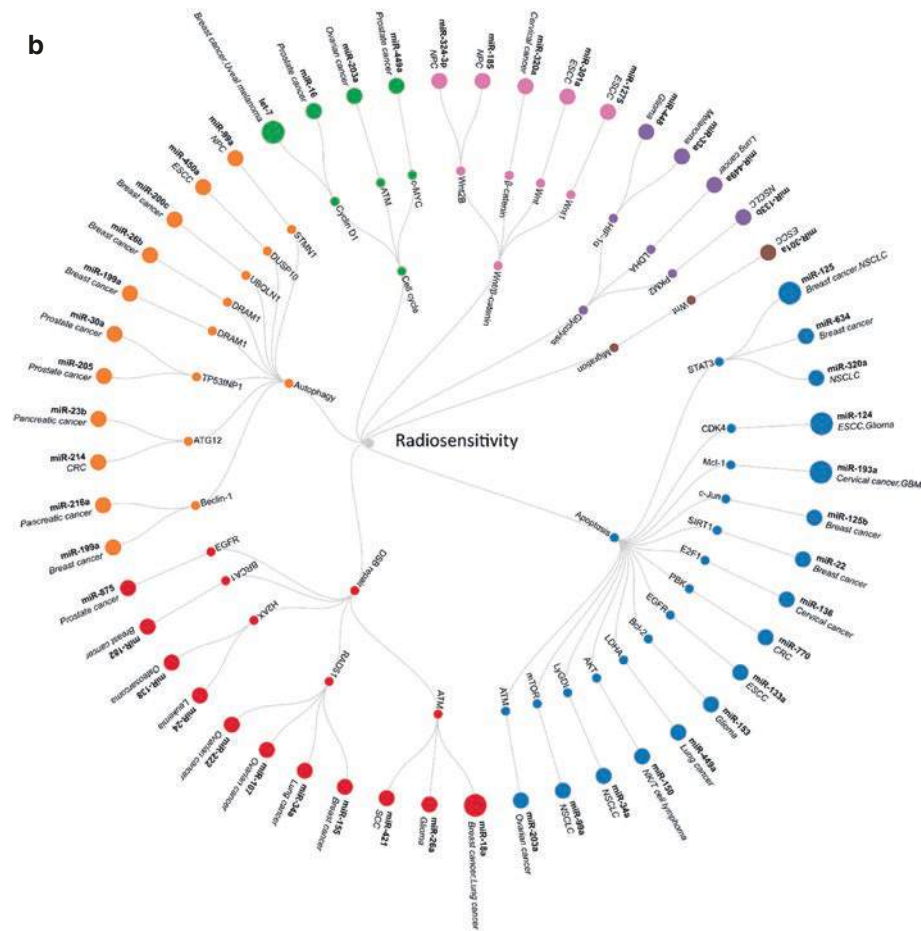 b
Radiosensitivity
Cell cycle
Cyclin D1
let-7
Breast cancer,Uveal melanoma
miR-16
Prostate cancer
ATM
miR-203a
Ovarian cancer
c-MYC
miR-449a
Prostate cancer
Wnt/β-catenin
Wnt2B
miR-324-3p
NPC
miR-185
NPC
β-catenin
miR-320a
Cervical cancer
Wnt
miR-301a
ESCC
Wnt1
miR-1275
ESCC
Glycolysis
HIF-1α
miR-448
Glioma
miR-33a
Melanoma
LDHA
miR-449a
Lung cancer
PKM2
miR-133b
NSCLC
Migration
Wnt
miR-301a
ESCC
Apoptosis
STAT3
miR-125
Breast cancer,NSCLC
miR-634
Breast cancer
miR-320a
NSCLC
CDK4
miR-124
ESCC,Glioma
Mcl-1
miR-193a
Cervical cancer,GBM
c-Jun
miR-125b
Breast cancer
SIRT1
miR-22
Breast cancer
E2F1
miR-136
Cervical cancer
PBK
miR-770
CRC
EGFR
miR-133a
ESCC
Bcl-2
miR-153
Glioma
LDHA
miR-449a
Lung cancer
AKT
miR-150
NK/T cell lymphoma
LyGDI
miR-34a
NSCLC
mTOR
miR-99a
NSCLC
ATM
miR-203a
Ovarian cancer
DSB repair
ATM
miR-18a
Breast cancer,Lung cancer
miR-26a
Glioma
miR-421
SCC
RAD51
miR-155
Breast cancer
miR-34a
Lung cancer
miR-107
Ovarian cancer
miR-222
Ovarian cancer
H2AX
miR-24
Leukemia
miR-138
Osteosarcoma
BRCA1
miR-182
Breast cancer
EGFR
miR-875
Prostate cancer
Autophagy
Beclin-1
miR-199a
Breast cancer
miR-216a
Pancreatic cancer
ATG12
miR-214
CRC
miR-23b
Pancreatic cancer
TP53INP1
miR-205
Prostate cancer
miR-30a
Prostate cancer
DRAM1
miR-199a
Breast cancer
DRAM1
miR-26b
Breast cancer
UBQLN1
miR-200c
Breast cancer
DUSP10
miR-450a
ESCC
STMN1
miR-89a
NPC